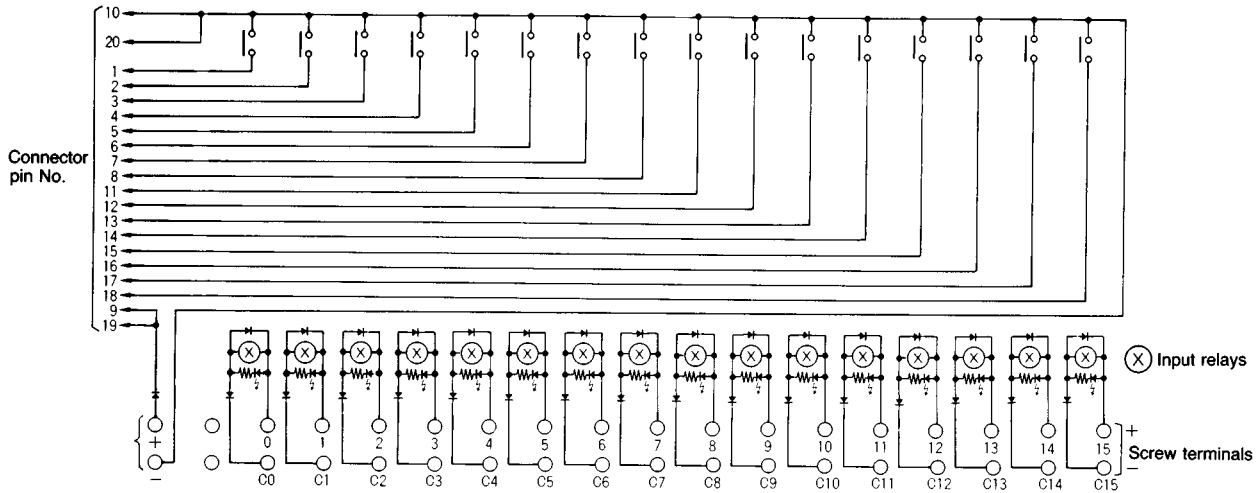 10
20
1
2
3
4
5
6
7
8
11
12
13
14
15
16
17
18
9
19
Connector
pin No.
X X X X X X X X X X X X X X X X
X Input relays
+ 0 1 2 3 4 5 6 7 8 9 10 11 12 13 14 15 +
Screw terminals
− C0 C1 C2 C3 C4 C5 C6 C7 C8 C9 C10 C11 C12 C13 C14 C15 −